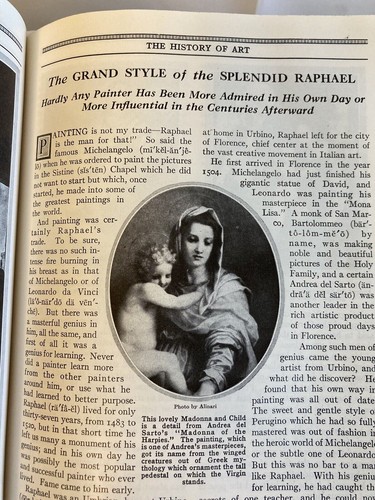 THE HISTORY OF ART
The GRAND STYLE of the SPLENDID RAPHAEL
Hardly Any Painter Has Been More Admired in His Own Day or
More Influential in the Centuries Afterward
PAINTING is not my trade—Raphael
is the man for that!" So said the
famous Michelangelo (mī'kĕl-ăn'jĕ-
lō) when he was ordered to paint the pictures
in the Sistine (sĭs'tĕn) Chapel which he did
not want to start but which, once
started, he made into some of
the greatest paintings in
the world.
And painting was cer-
tainly Raphael's
trade. To be sure,
there was no such in-
tense fire burning in
his breast as in that
of Michelangelo or of
Leonardo da Vinci
(lā'ō-när'dō dä vĕn'-
chē). But there was
a masterful genius in
him, all the same, and
first of all it was a
genius for learning. Never
did a painter learn more
from the other painters
around him, or use what he
had learned to better purpose.
Raphael (rä'fä-ĕl) lived for only
thirty-seven years, from 1483 to
1520, but in that short time he
left us many a monument of his
genius; and in his own day he
was possibly the most popular
and successful painter who ever
lived. Fame came to him early.
Photo by Alinari
This lovely Madonna and Child
is a detail from Andrea del
Sarto's "Madonna of the
Harpies." The painting, which
is one of Andrea's masterpieces,
got its name from the winged
creatures out of Greek my-
thology which ornament the tall
pedestal on which the Virgin
stands.
at home in Urbino, Raphael left for the city
of Florence, chief center at the moment of
the vast creative movement in Italian art.
He first arrived in Florence in the year
1504. Michelangelo had just finished his
gigantic statue of David, and
Leonardo was painting his
masterpiece in the "Mona
Lisa." A monk of San Mar-
co, Bartolommeo (bär'-
tō-lōm-mĕ'ō) by
name, was making
noble and beautiful
pictures of the Holy
Family, and a certain
Andrea del Sarto (än-
drā'ä dĕl sär'tō) was
another leader in the
rich artistic product
of those proud days
in Florence.
Among such men of
genius came the young
artist from Urbino, and
what did he discover? He
found that his own way in
painting was all out of date.
The sweet and gentle style of
Perugino which he had so fully
mastered was out of fashion in
the heroic world of Michelangelo
or the subtle one of Leonardo.
But this was no bar to a man
like Raphael. With his genius
for learning, he had caught th